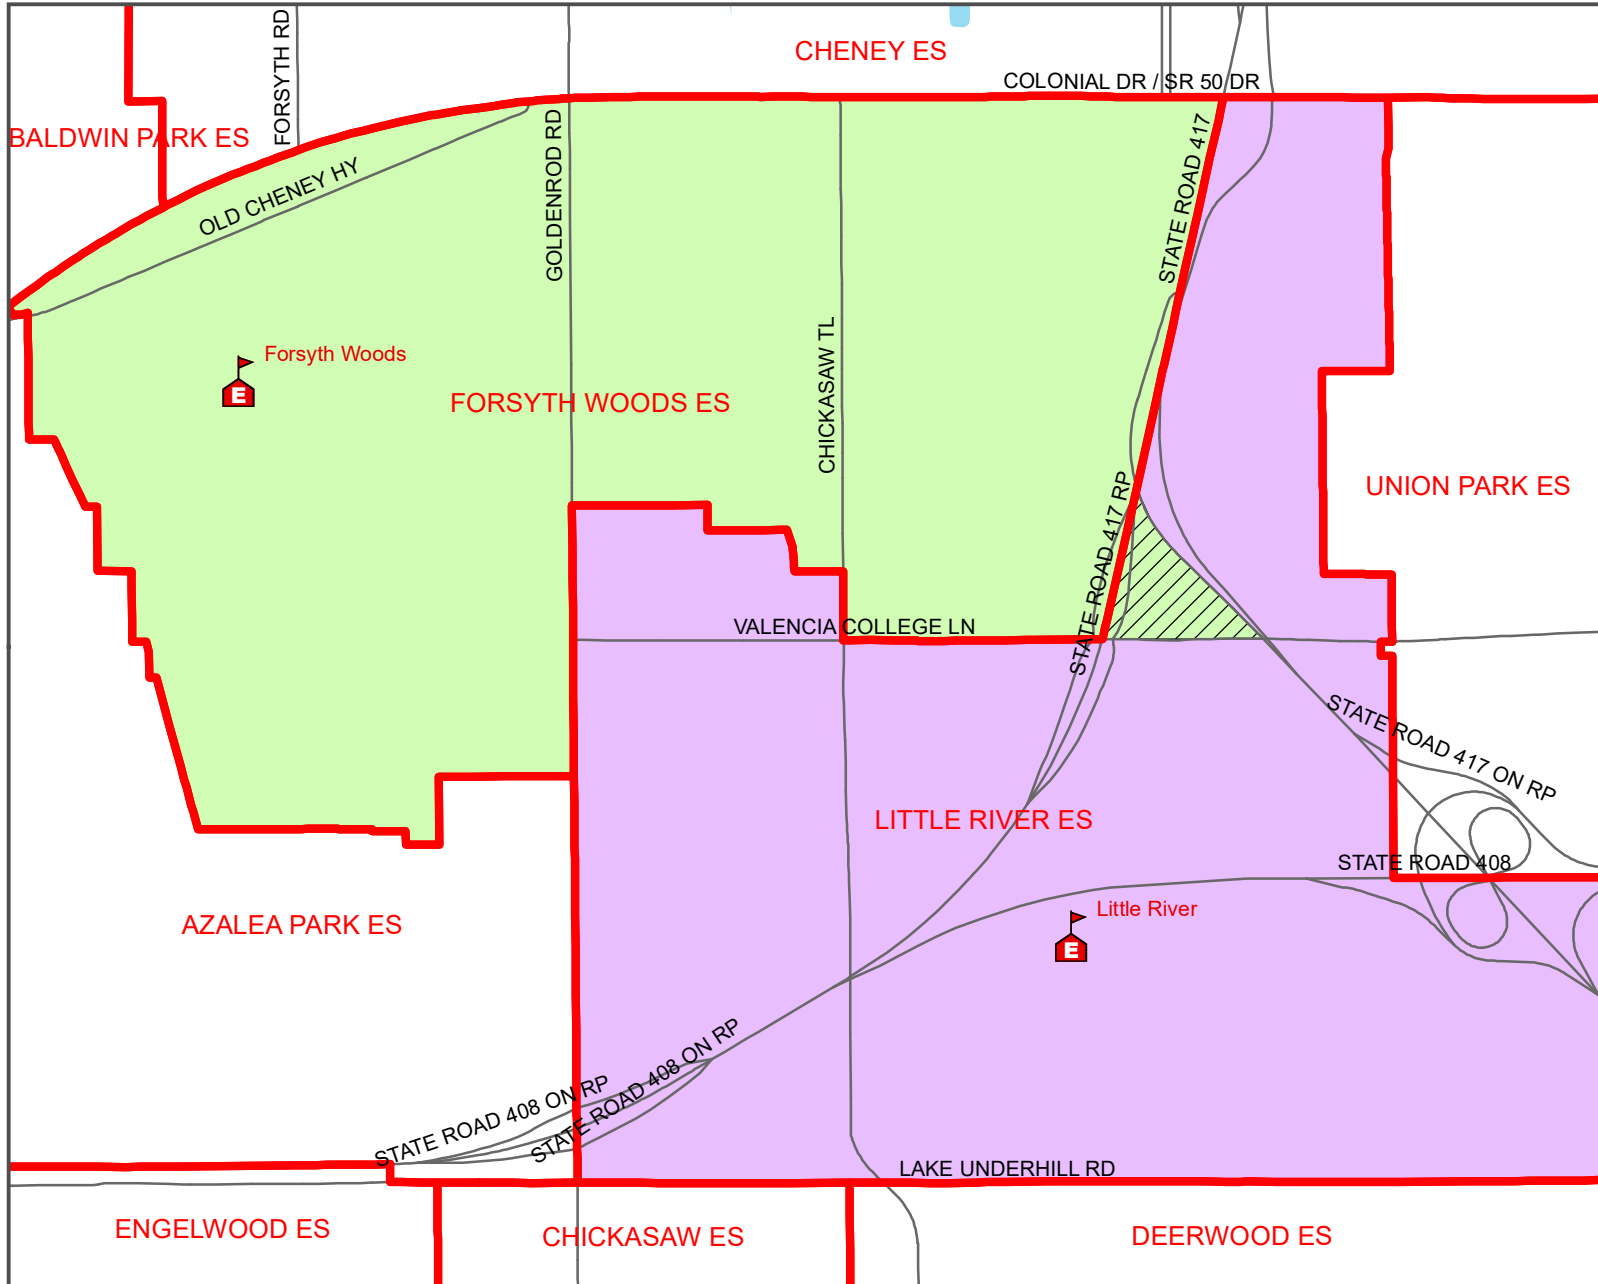 FORSYTH RD
CHENEY ES
COLONIAL DR / SR 50 DR
BALDWIN PARK ES
OLD CHENEY HY
GOLDENROD RD
STATE ROAD 417
Forsyth Woods
E
FORSYTH WOODS ES
CHICKASAW TL
UNION PARK ES
STATE ROAD 417 RP
VALENCIA COLLEGE LN
STATE ROAD 417 ON RP
LITTLE RIVER ES
STATE ROAD 408
Little River
E
AZALEA PARK ES
STATE ROAD 408 ON RP
STATE ROAD 408 ON RP
LAKE UNDERHILL RD
ENGELWOOD ES
CHICKASAW ES
DEERWOOD ES